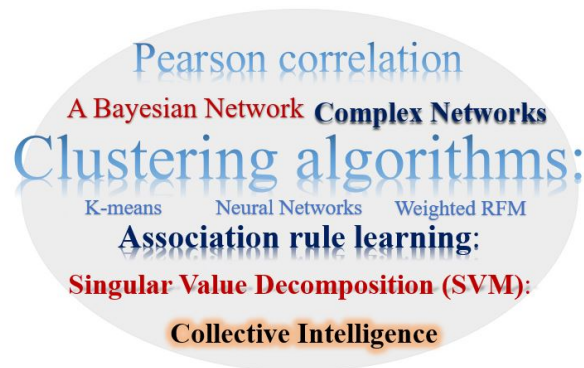 Pearson correlation
A Bayesian Network Complex Networks
Clustering algorithms:
K-means Neural Networks Weighted RFM
Association rule learning:
Singular Value Decomposition (SVM):
Collective Intelligence